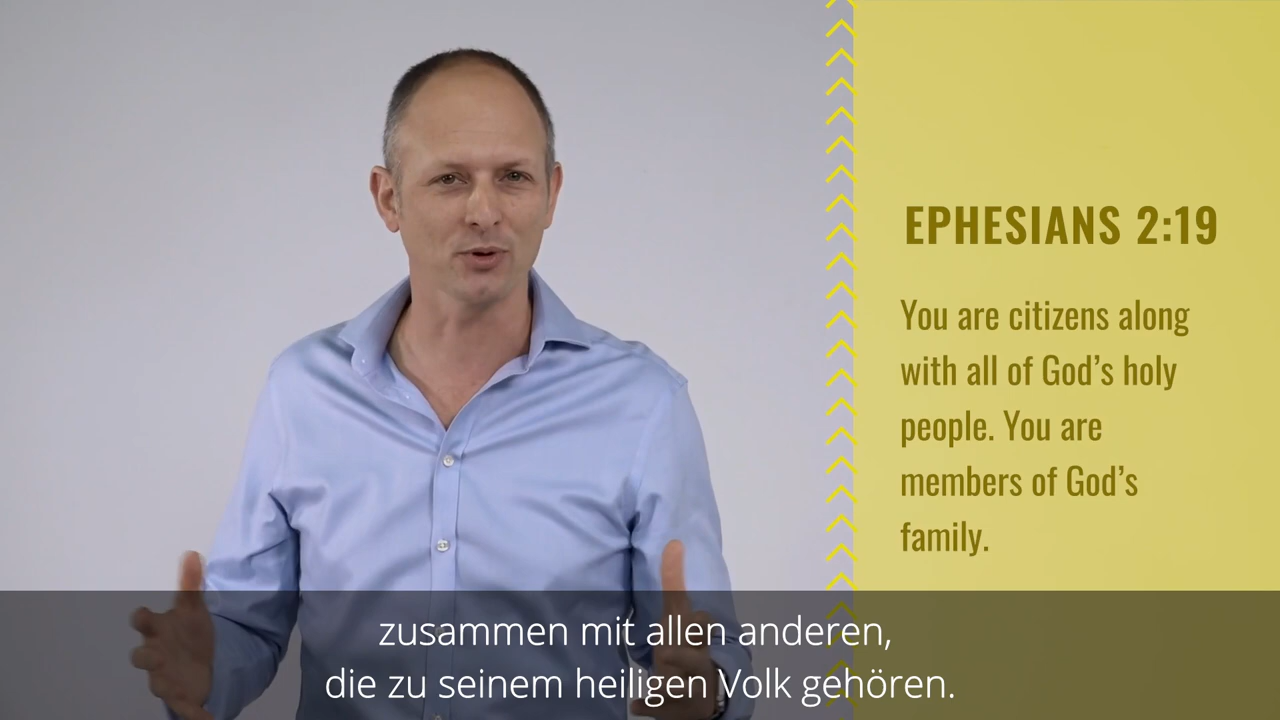 EPHESIANS 2:19
You are citizens along
with all of God’s holy
people. You are
members of God’s
family.
zusammen mit allen anderen,
die zu seinem heiligen Volk gehören.